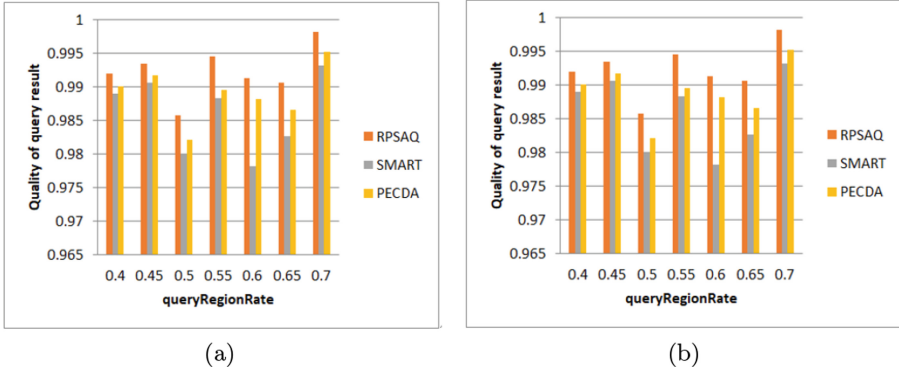 Quality of query result
1
0.995
0.99
0.985
0.98
0.975
0.97
0.965
0.4 0.45 0.5 0.55 0.6 0.65 0.7
queryRegionRate
RPSAQ
SMART
PECDA
(a)
Quality of query result
1
0.995
0.99
0.985
0.98
0.975
0.97
0.965
0.4 0.45 0.5 0.55 0.6 0.65 0.7
queryRegionRate
RPSAQ
SMART
PECDA
(b)